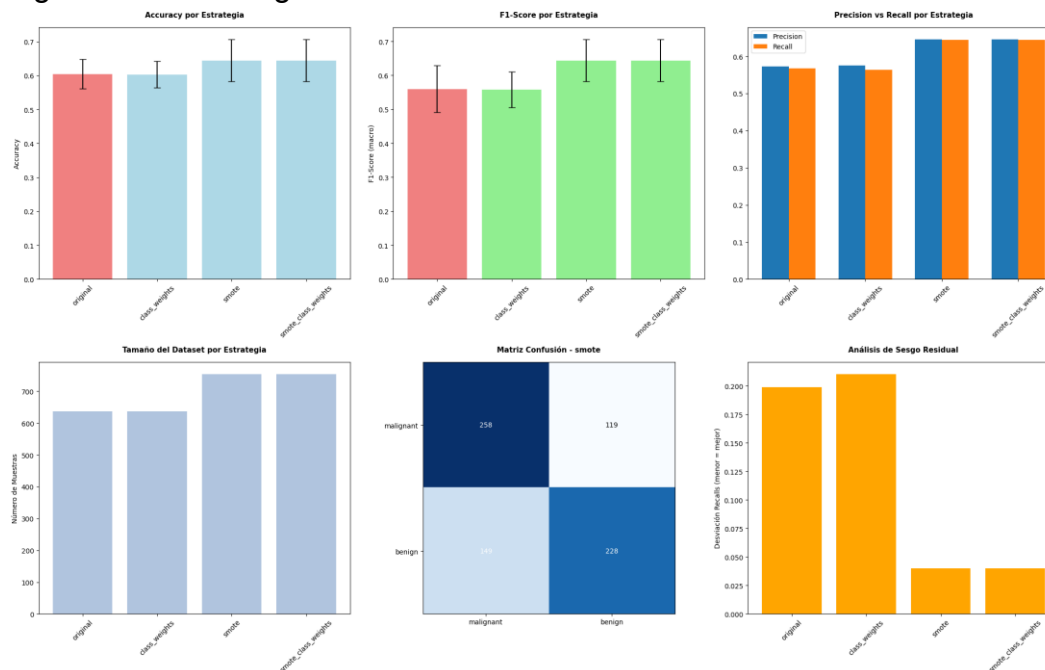 Accuracy por Estrategia
Accuracy
0.7
0.6
0.5
0.4
0.3
0.2
0.1
0.0
original
class_weights
smote
smote_class_weights
F1-Score por Estrategia
F1-Score (macro)
0.7
0.6
0.5
0.4
0.3
0.2
0.1
0.0
original
class_weights
smote
smote_class_weights
Precision vs Recall por Estrategia
Precision
Recall
0.6
0.5
0.4
0.3
0.2
0.1
0.0
original
class_weights
smote
smote_class_weights
Tamaño del Dataset por Estrategia
Número de Muestras
700
600
500
400
300
200
100
0
original
class_weights
smote
smote_class_weights
Matriz Confusión - smote
malignant
258
119
benign
149
228
malignant
benign
Análisis de Sesgo Residual
Desviación Recalls (menor = mejor)
0.200
0.175
0.150
0.125
0.100
0.075
0.050
0.025
0.000
original
class_weights
smote
smote_class_weights